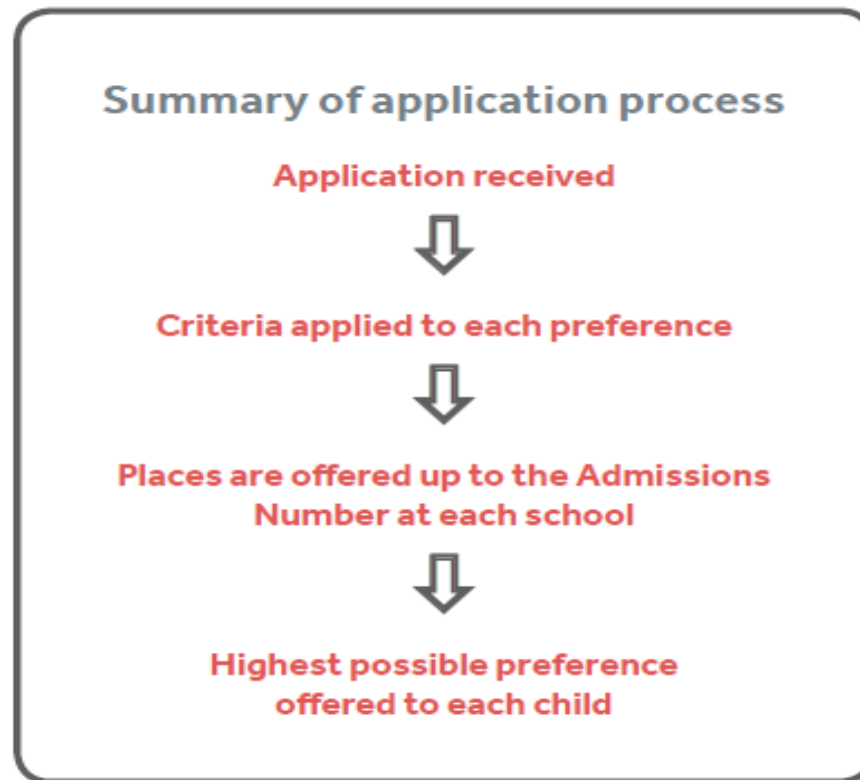 Summary of application process
Application received
Criteria applied to each preference
Places are offered up to the Admissions
Number at each school
Highest possible preference
offered to each child